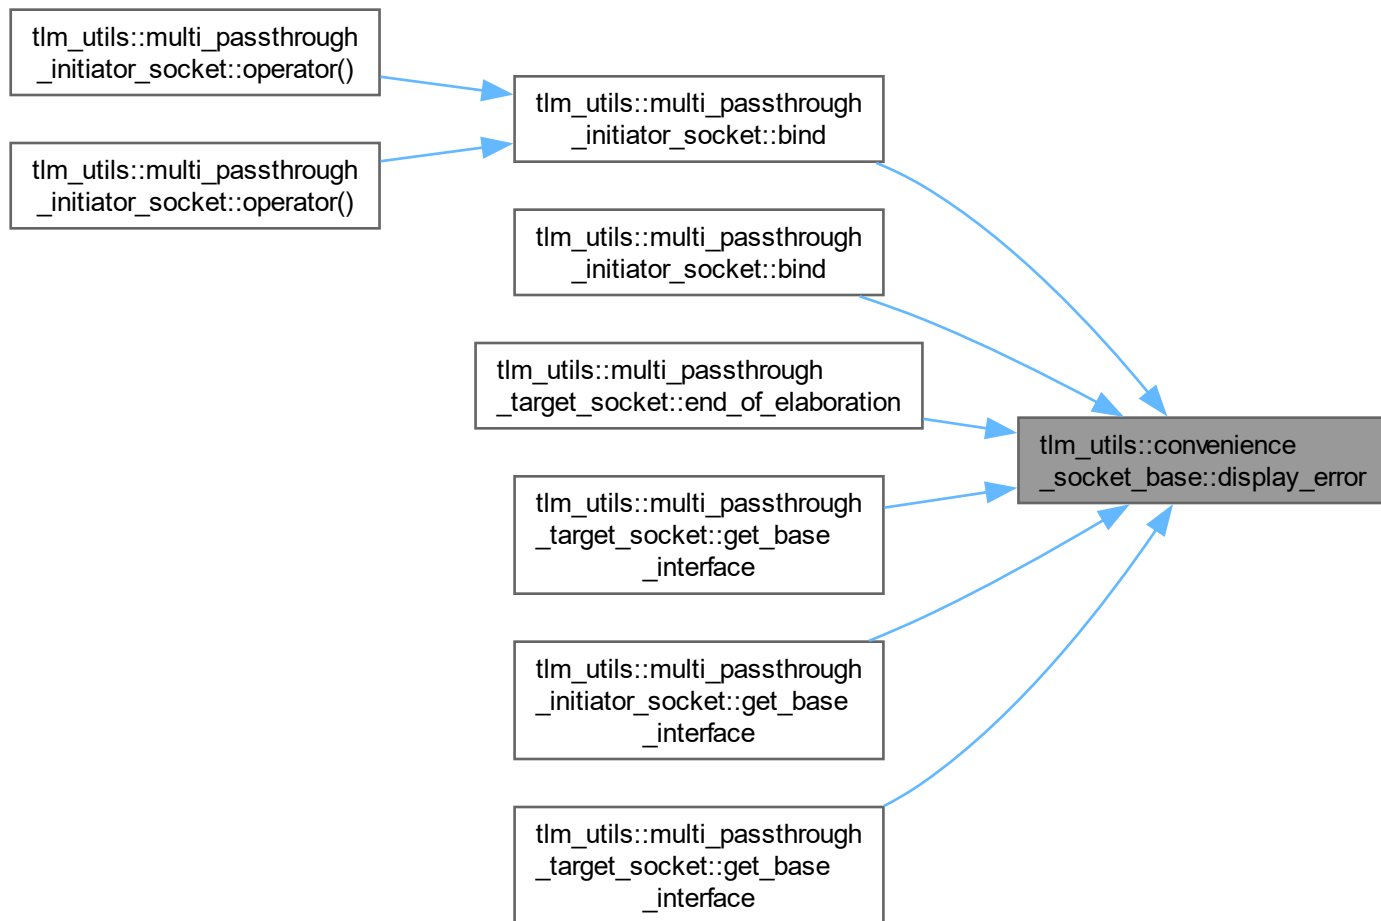 tlm_utils::multi_passthrough
_initiator_socket::operator()
tlm_utils::multi_passthrough
_initiator_socket::operator()
tlm_utils::multi_passthrough
_initiator_socket::bind
tlm_utils::multi_passthrough
_initiator_socket::bind
tlm_utils::multi_passthrough
_target_socket::end_of_elaboration
tlm_utils::multi_passthrough
_target_socket::get_base
_interface
tlm_utils::multi_passthrough
_initiator_socket::get_base
_interface
tlm_utils::multi_passthrough
_target_socket::get_base
_interface
tlm_utils::convenience
_socket_base::display_error